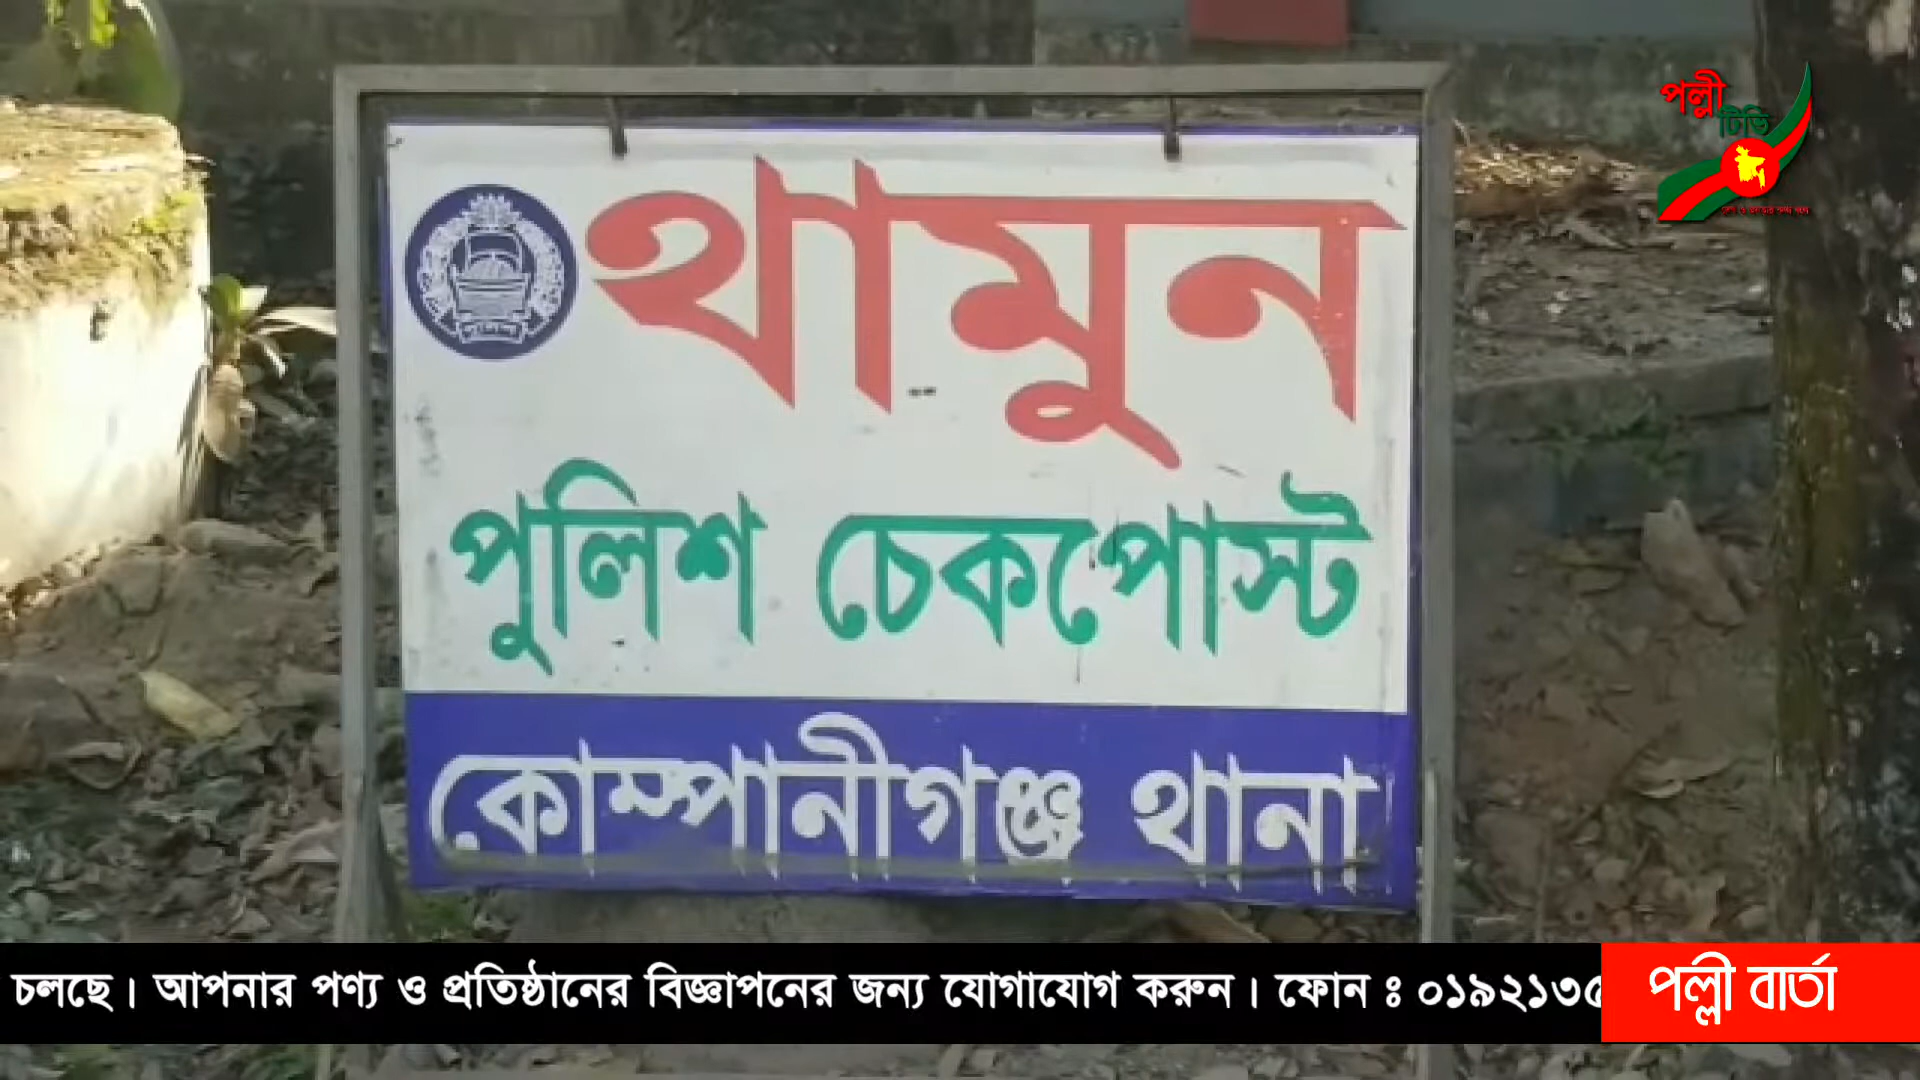 পল্লী
টিভি
থামুন
পুলিশ
পুলিশ চেকপোস্ট
কোম্পানীগঞ্জ থানা
চলছে। আপনার পণ্য ও প্রতিষ্ঠানের বিজ্ঞাপনের জন্য যোগাযোগ করুন। ফোন ঃ ০১৯২১৩৫
পল্লী বার্তা